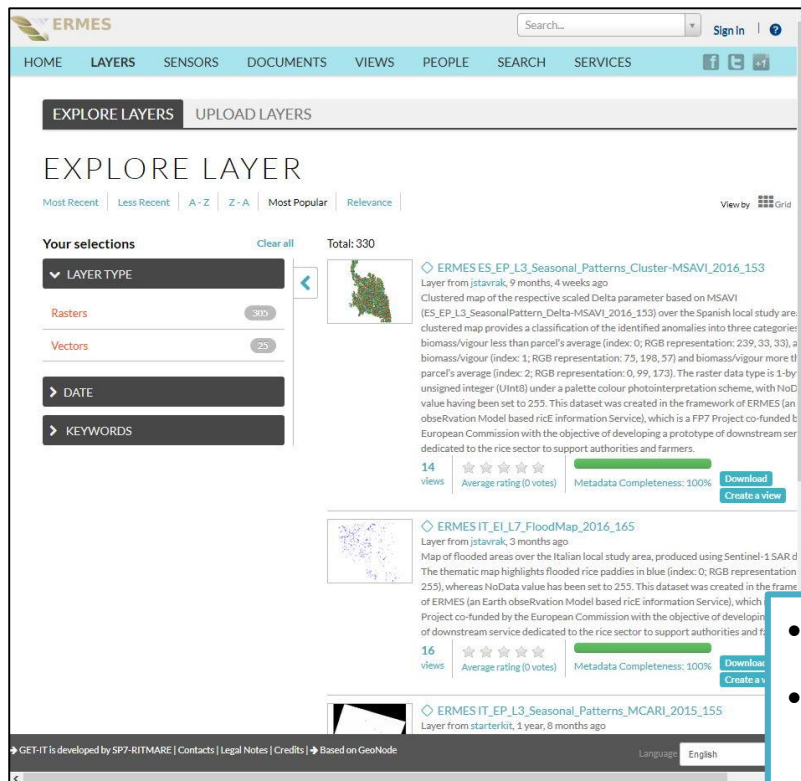 ERMES
Search...
Sign in | ?
HOME LAYERS SENSORS DOCUMENTS VIEWS PEOPLE SEARCH SERVICES
f t +1
EXPLORE LAYERS UPLOAD LAYERS
EXPLORE LAYER
Most Recent Less Recent A - Z Z - A Most Popular Relevance
View by Grid
Your selections Clear all
LAYER TYPE
Rasters 305
Vectors 25
DATE
KEYWORDS
Total: 330
ERMES ES_EP_L3_Seasonal_Patterns_Cluster-MSAVI_2016_153
Layer from jstavrak, 9 months, 4 weeks ago
Clustered map of the respective scaled Delta parameter based on MSAVI
(ES_EP_L3_SeasonalPattern_Delta-MSAVI_2016_153) over the Spanish local study are
clustered map provides a classification of the identified anomalies into three categories
biomass/vigour less than parcel's average (index: 0; RGB representation: 239, 33, 33), a
biomass/vigour (index: 1; RGB representation: 75, 198, 57) and biomass/vigour more th
parcel's average (index: 2; RGB representation: 0, 99, 173). The raster data type is 1-by
unsigned integer (UInt8) under a palette colour photointerpretation scheme, with NoD
value having been set to 255. This dataset was created in the framework of ERMES (an
obseRvation Model based ricE information Service), which is a FP7 Project co-funded b
European Commission with the objective of developing a prototype of downstream ser
dedicated to the rice sector to support authorities and farmers.
14 views Average rating (0 votes) Metadata Completeness: 100% Download
Create a view
ERMES IT_EI_L7_FloodMap_2016_165
Layer from jstavrak, 3 months ago
Map of flooded areas over the Italian local study area, produced using Sentinel-1 SAR d
The thematic map highlights flooded rice paddies in blue (index: 0; RGB representation
255), whereas NoData value has been set to 255. This dataset was created in the frame
of ERMES (an Earth obseRvation Model based ricE information Service), which
Project co-funded by the European Commission with the objective of developin
of downstream service dedicated to the rice sector to support authorities and f
16 views Average rating (0 votes) Metadata Completeness: 100% Downloa
Create a v
ERMES IT_EP_L3_Seasonal_Patterns_MCARI_2015_155
Layer from starterkit, 1 year, 8 months ago
GET-IT is developed by SP7-RITMARE | Contacts | Legal Notes | Credits | Based on GeoNode
Language English